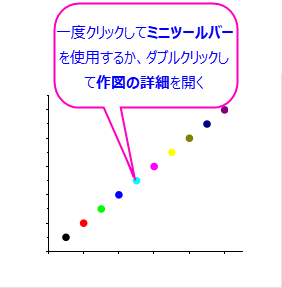 一度クリックしてミニツールバー
を使用するか、ダブルクリックし
て作図の詳細を開く